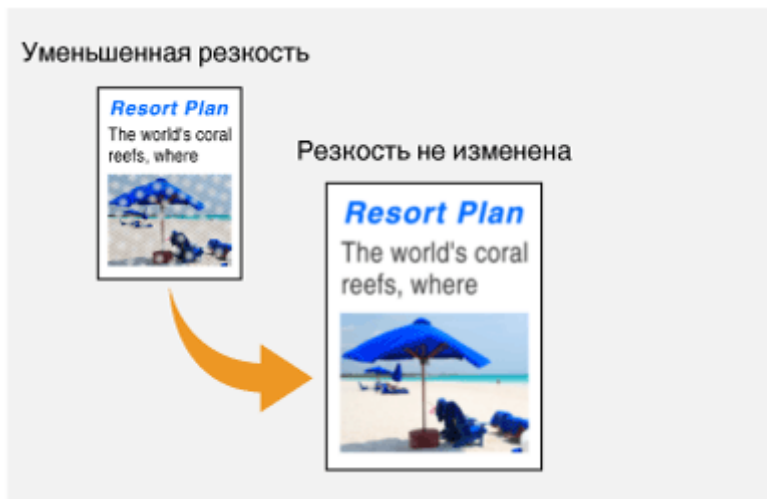 Уменьшенная резкость
Resort Plan
The world's coral
reefs, where
Резкость не изменена
Resort Plan
The world's coral
reefs, where